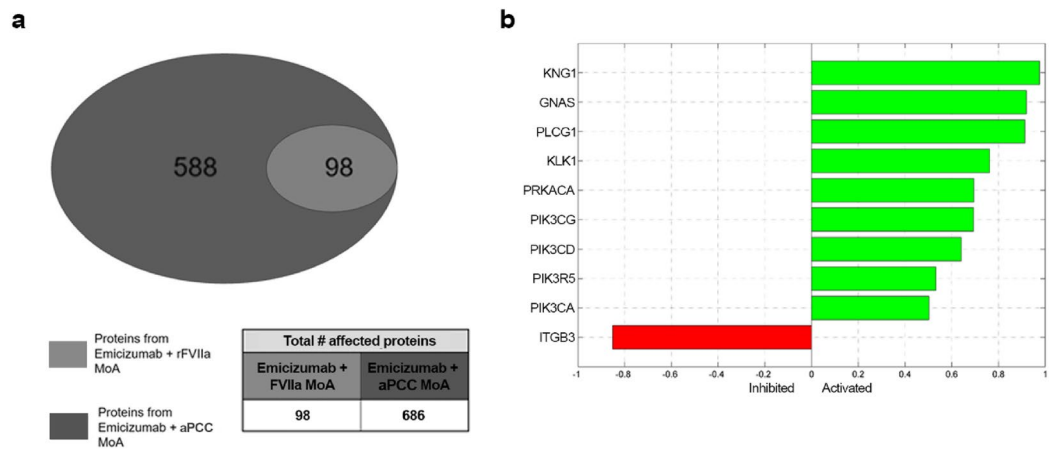 a
588
98
Proteins from
Emicizumab + rFVIIa
MoA
Proteins from
Emicizumab + aPCC
MoA
Total # affected proteins
Emicizumab +
FVIIa MoA
Emicizumab +
aPCC MoA
98
686
b
KNG1
GNAS
PLCG1
KLK1
PRKACA
PIK3CG
PIK3CD
PIK3R5
PIK3CA
ITGB3
-1 -0.8 -0.6 -0.4 -0.2 0 0.2 0.4 0.6 0.8 1
Inhibited Activated